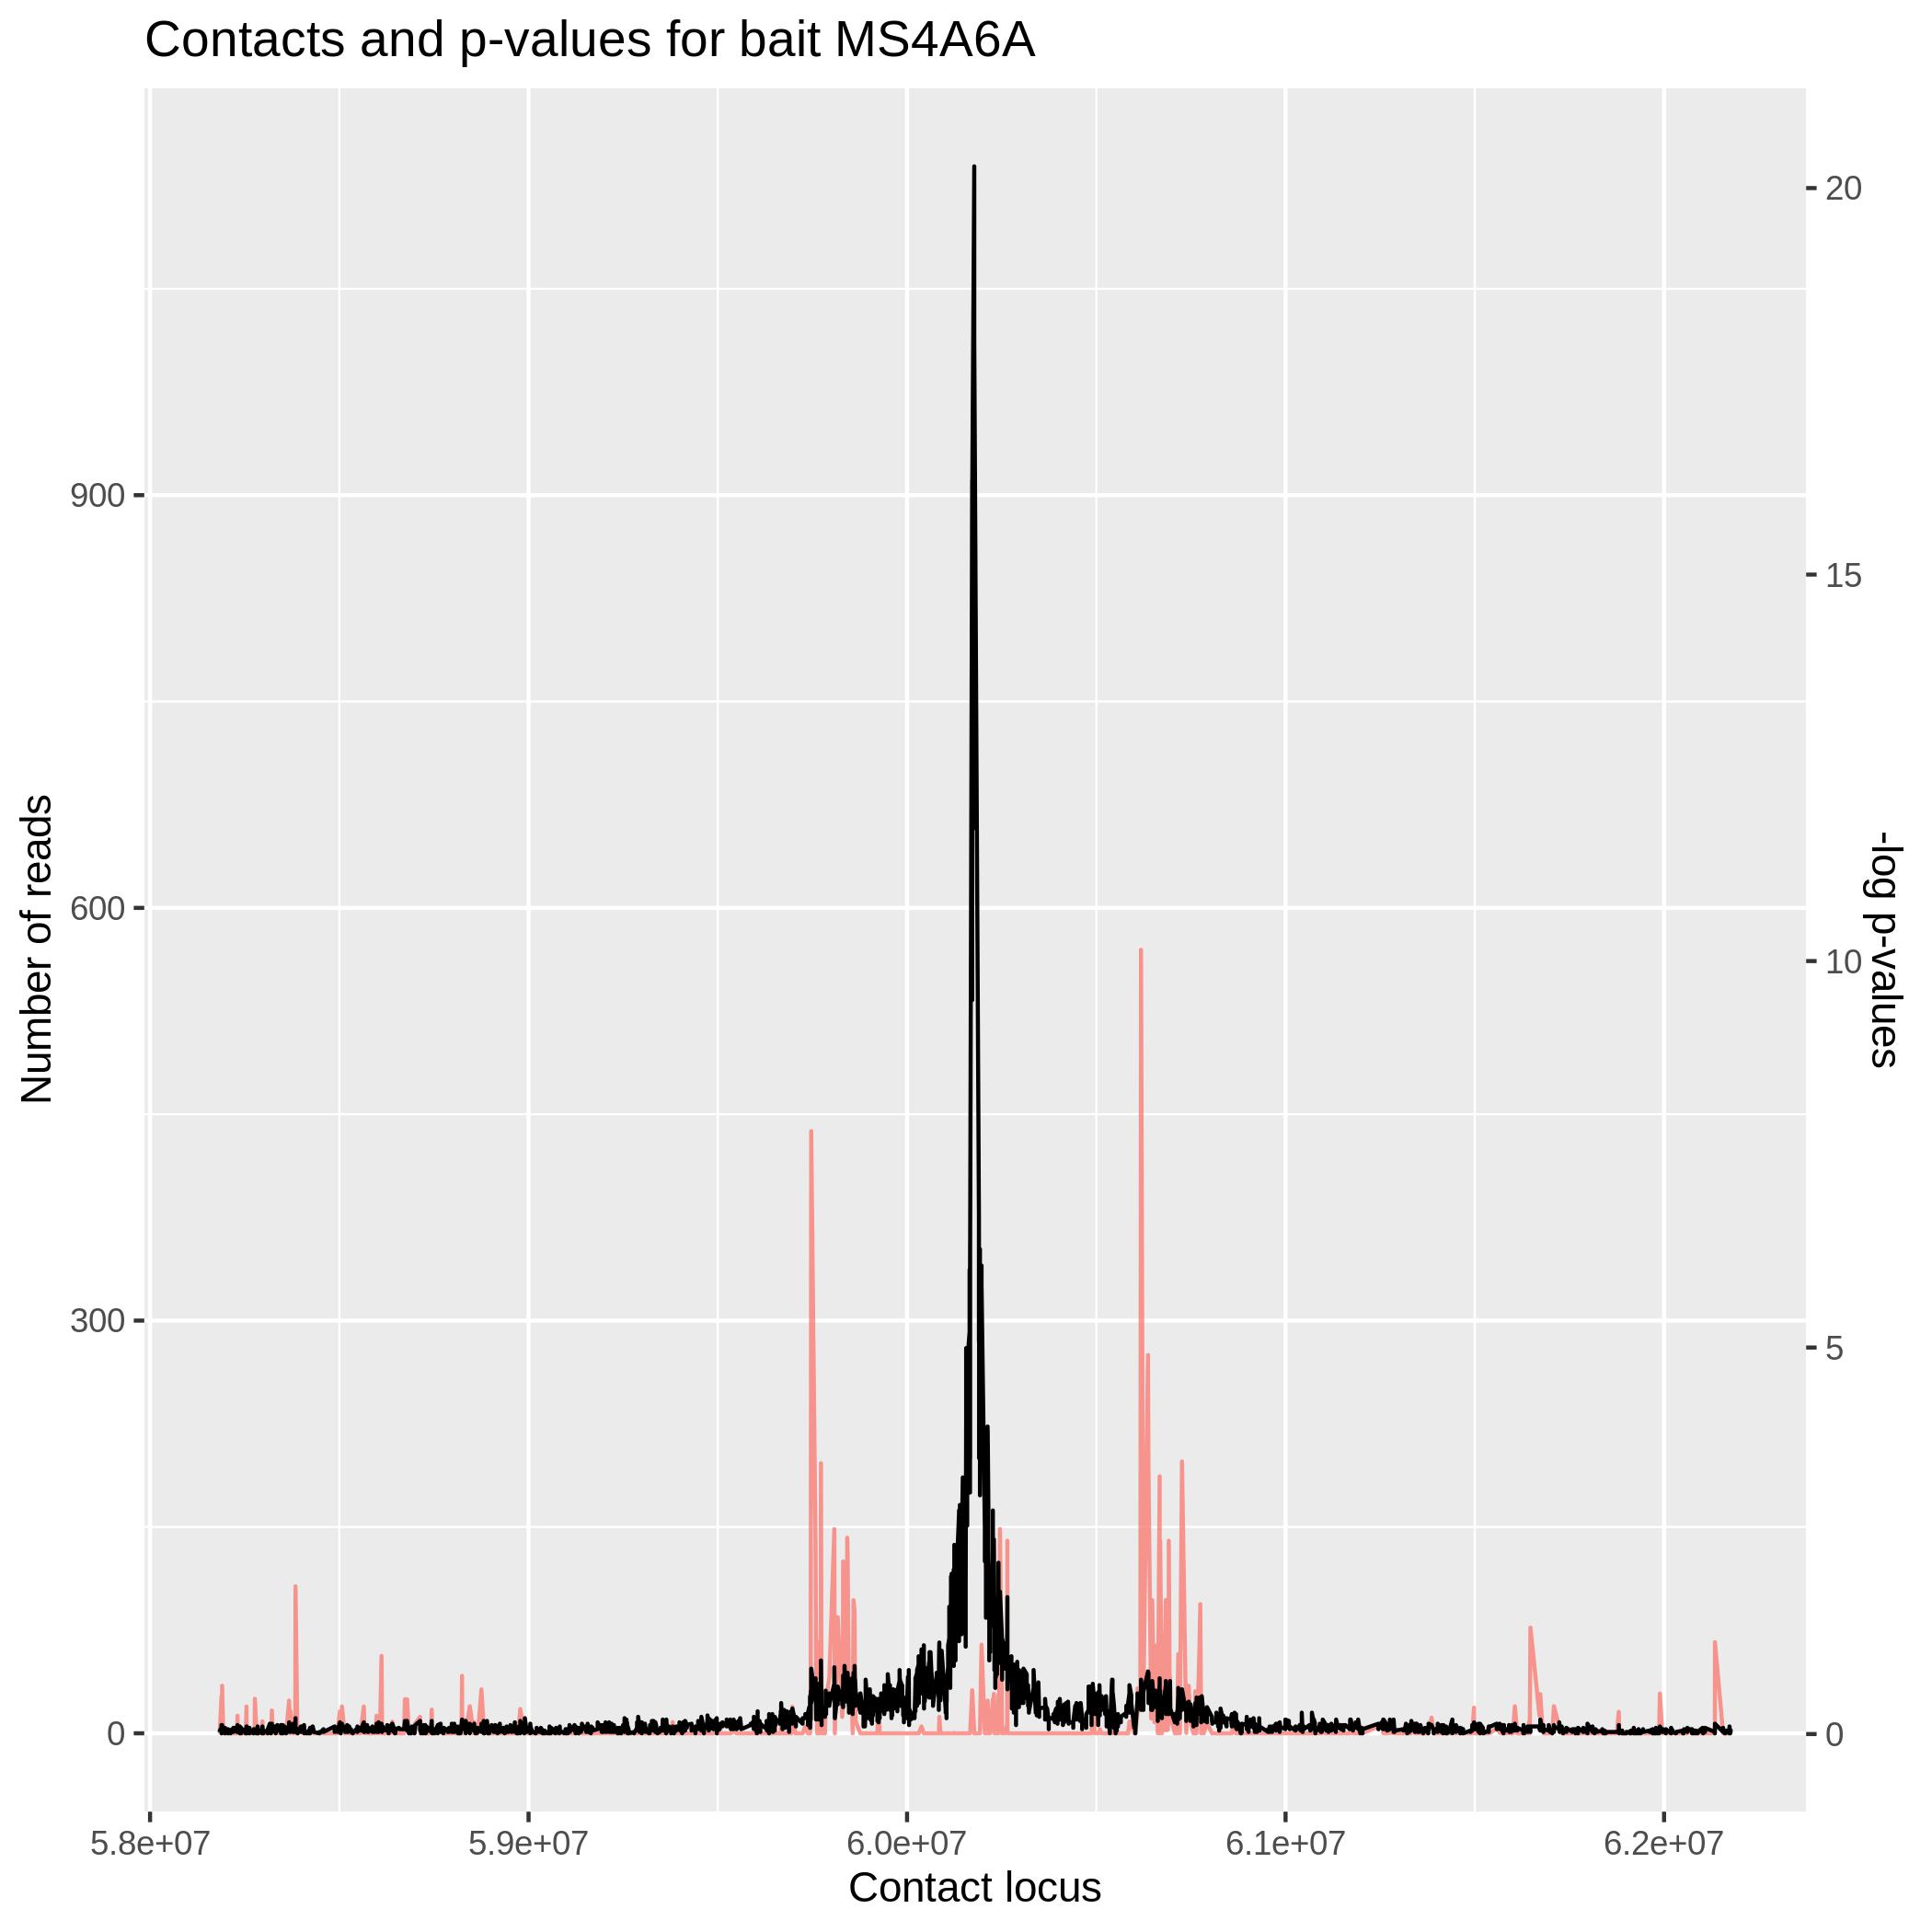 Contacts and p-values for bait MS4A6A
Number of reads
900
600
300
0
20
15
10
5
0
-log p-values
5.8e+07
5.9e+07
6.0e+07
6.1e+07
6.2e+07
Contact locus